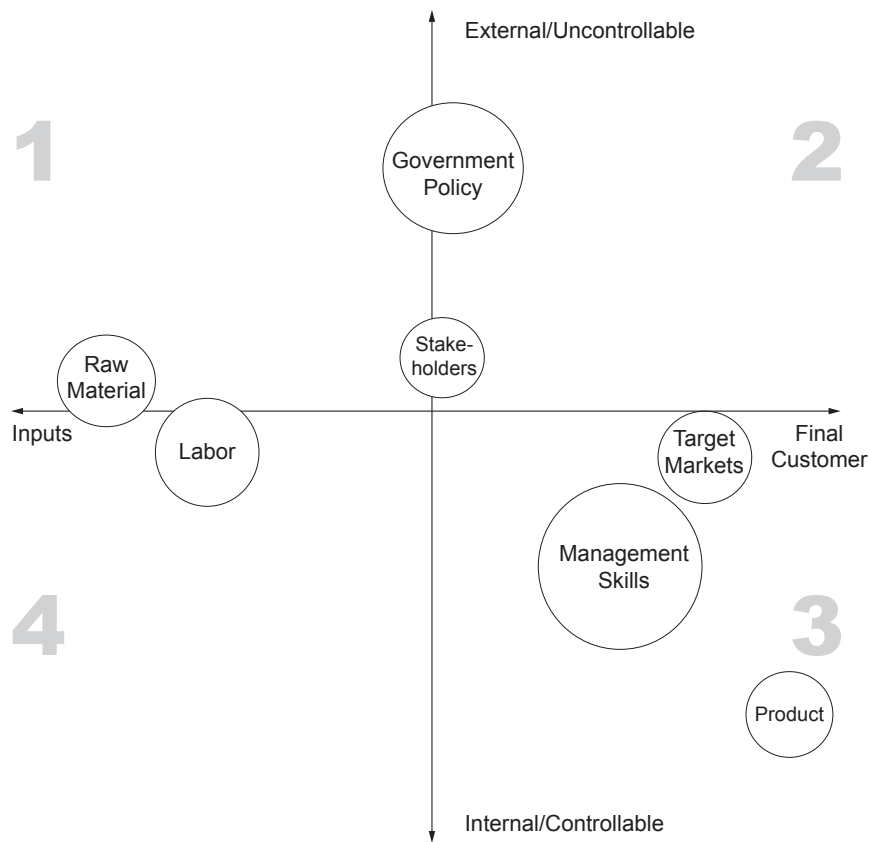 External/Uncontrollable
1
2
Government
Policy
Stake-
holders
Raw
Material
Inputs
Labor
Target
Markets
Final
Customer
Management
Skills
4
3
Product
Internal/Controllable